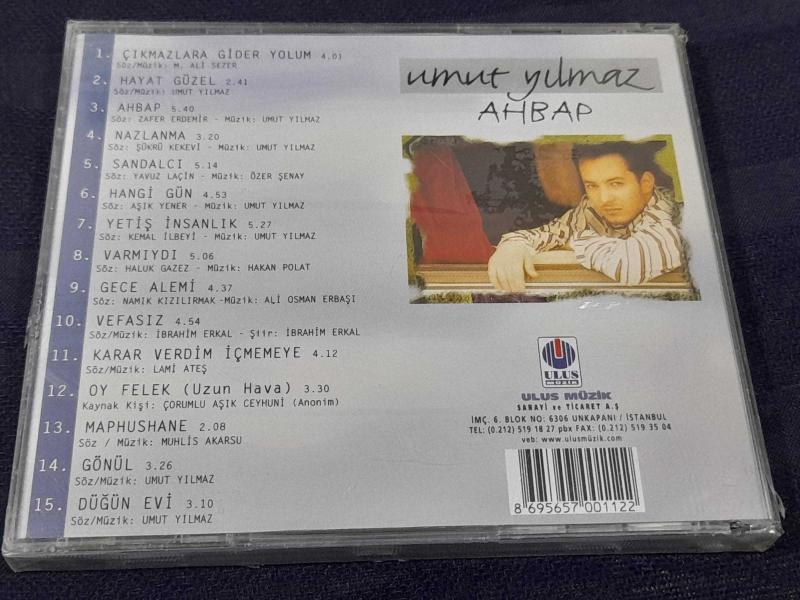 1. ÇIKMAZLARA GİDER YOLUM 4.03
Söz/Müzik: M. ALİ SEZER
2. HAYAT GÜZEL 2.41
Söz/Müzik: UMUT YILMAZ
3. AHBAP 5.40
Söz: ZAFER ERDEMİR - Müzik: UMUT YILMAZ
4. NAZLANMA 3.20
Söz: ŞÜKRÜ KEKEVİ - Müzik: UMUT YILMAZ
5. SANDALCI 5.14
Söz: YAVUZ LAÇİN - Müzik: ÖZER ŞENAY
6. HANGİ GÜN 4.53
Söz: AŞIK YENER - Müzik: UMUT YILMAZ
7. YETİŞ İNSANLIK 5.27
Söz: KEMAL İLBEYİ - Müzik: UMUT YILMAZ
8. VARMIYDI 5.06
Söz: HALUK GAZEZ - Müzik: HAKAN POLAT
9. GECE ALEMİ 4.37
Söz: NAMIK KIZILIRMAK -Müzik: ALİ OSMAN ERBAŞI
10. VEFASIZ 4.54
Söz/Müzik: İBRAHİM ERKAL - Şiir: İBRAHİM ERKAL
11. KARAR VERDİM İÇMEMEYE 4.12
Söz/Müzik: LAMİ ATEŞ
12. OY FELEK (Uzun Hava) 3.30
Kaynak Kişi: ÇORUMLU AŞIK CEYHUNİ (Anonim)
13. MAPHUSHANE 2.08
Söz / Müzik: MUHLİS AKARSU
14. GÖNÜL 3.26
Söz/Müzik: UMUT YILMAZ
15. DÜĞÜN EVİ 3.10
Söz/Müzik: UMUT YILMAZ
umut yılmaz
AHBAP
ULUS
müzik
ULUS MÜZİK
SANAYİ ve TİCARET A.Ş
İMÇ. 6. BLOK NO: 6306 UNKAPANI / İSTANBUL
TEL: (0.212) 519 18 27 pbx FAX: (0.212) 519 35 04
veb: www.ulusmüzik.com
8 695657 001122